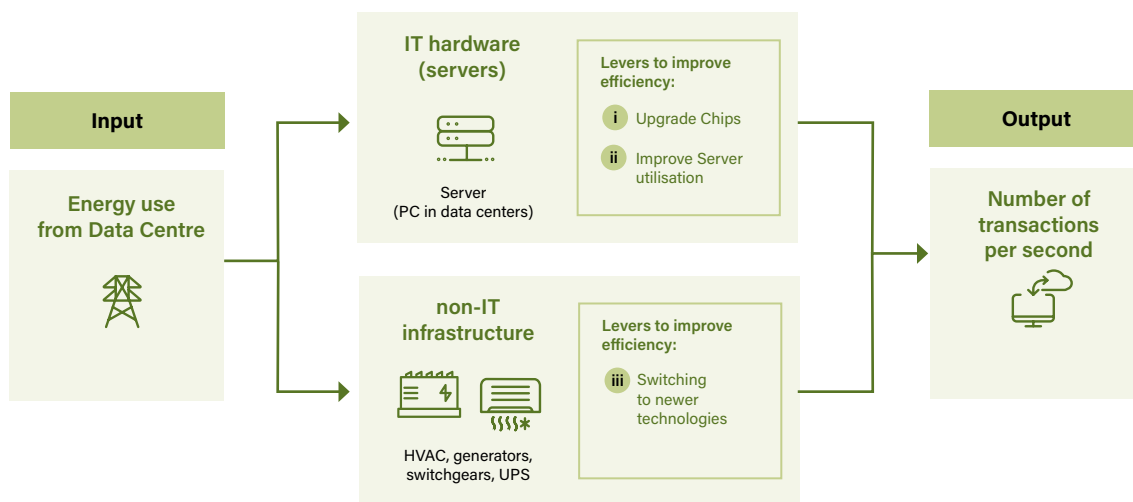 Input
Energy use
from Data Centre
IT hardware
(servers)
Server
(PC in data centers)
Levers to improve
efficiency:
i Upgrade Chips
ii Improve Server
utilisation
non-IT
infrastructure
HVAC, generators,
switchgears, UPS
Levers to improve
efficiency:
iii Switching
to newer
technologies
Output
Number of
transactions
per second